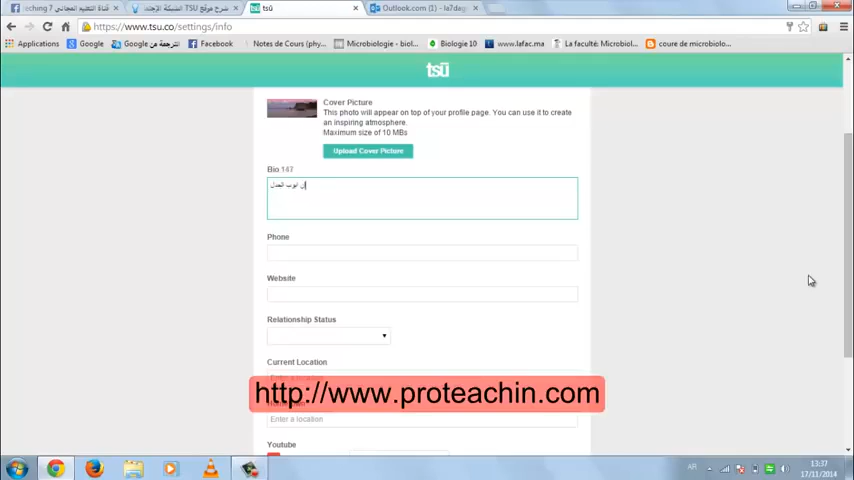 eching 7 قناة التقنيم المجاني
شرح موقع TSU الشبكة الإجتم
tsū
Outlook.com (1) - la7dag
https://www.tsu.co/settings/info
Applications Google الترجمة من Google Facebook Notes de Cours (phy... Microbiologie - biol... Biologie 10 www.lafac.ma La faculté: Microbiol... coure de microbiolo...
tsū
Cover Picture
This photo will appear on top of your profile page. You can use it to create
an inspiring atmosphere.
Maximum size of 10 MBs
Upload Cover Picture
Bio 147
Phone
Website
Relationship Status
Current Location
http://www.proteachin.com
Enter a location
Youtube
AR
13:37
17/11/2014